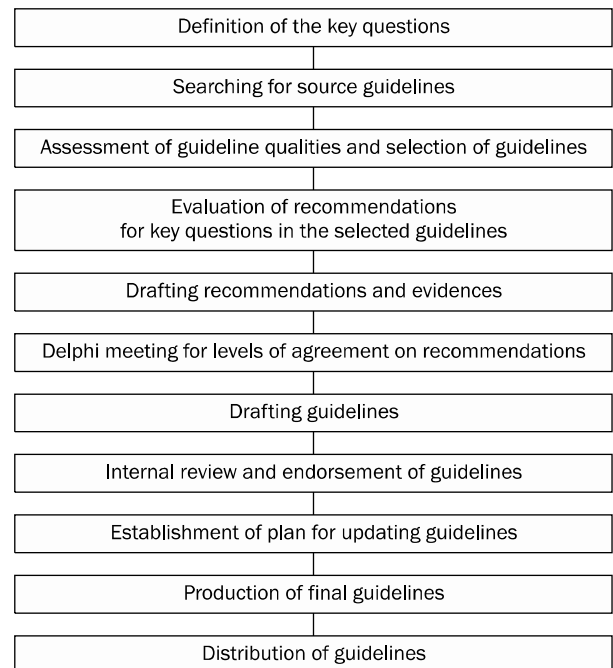 Definition of the key questions
Searching for source guidelines
Assessment of guideline qualities and selection of guidelines
Evaluation of recommendations
for key questions in the selected guidelines
Drafting recommendations and evidences
Delphi meeting for levels of agreement on recommendations
Drafting guidelines
Internal review and endorsement of guidelines
Establishment of plan for updating guidelines
Production of final guidelines
Distribution of guidelines